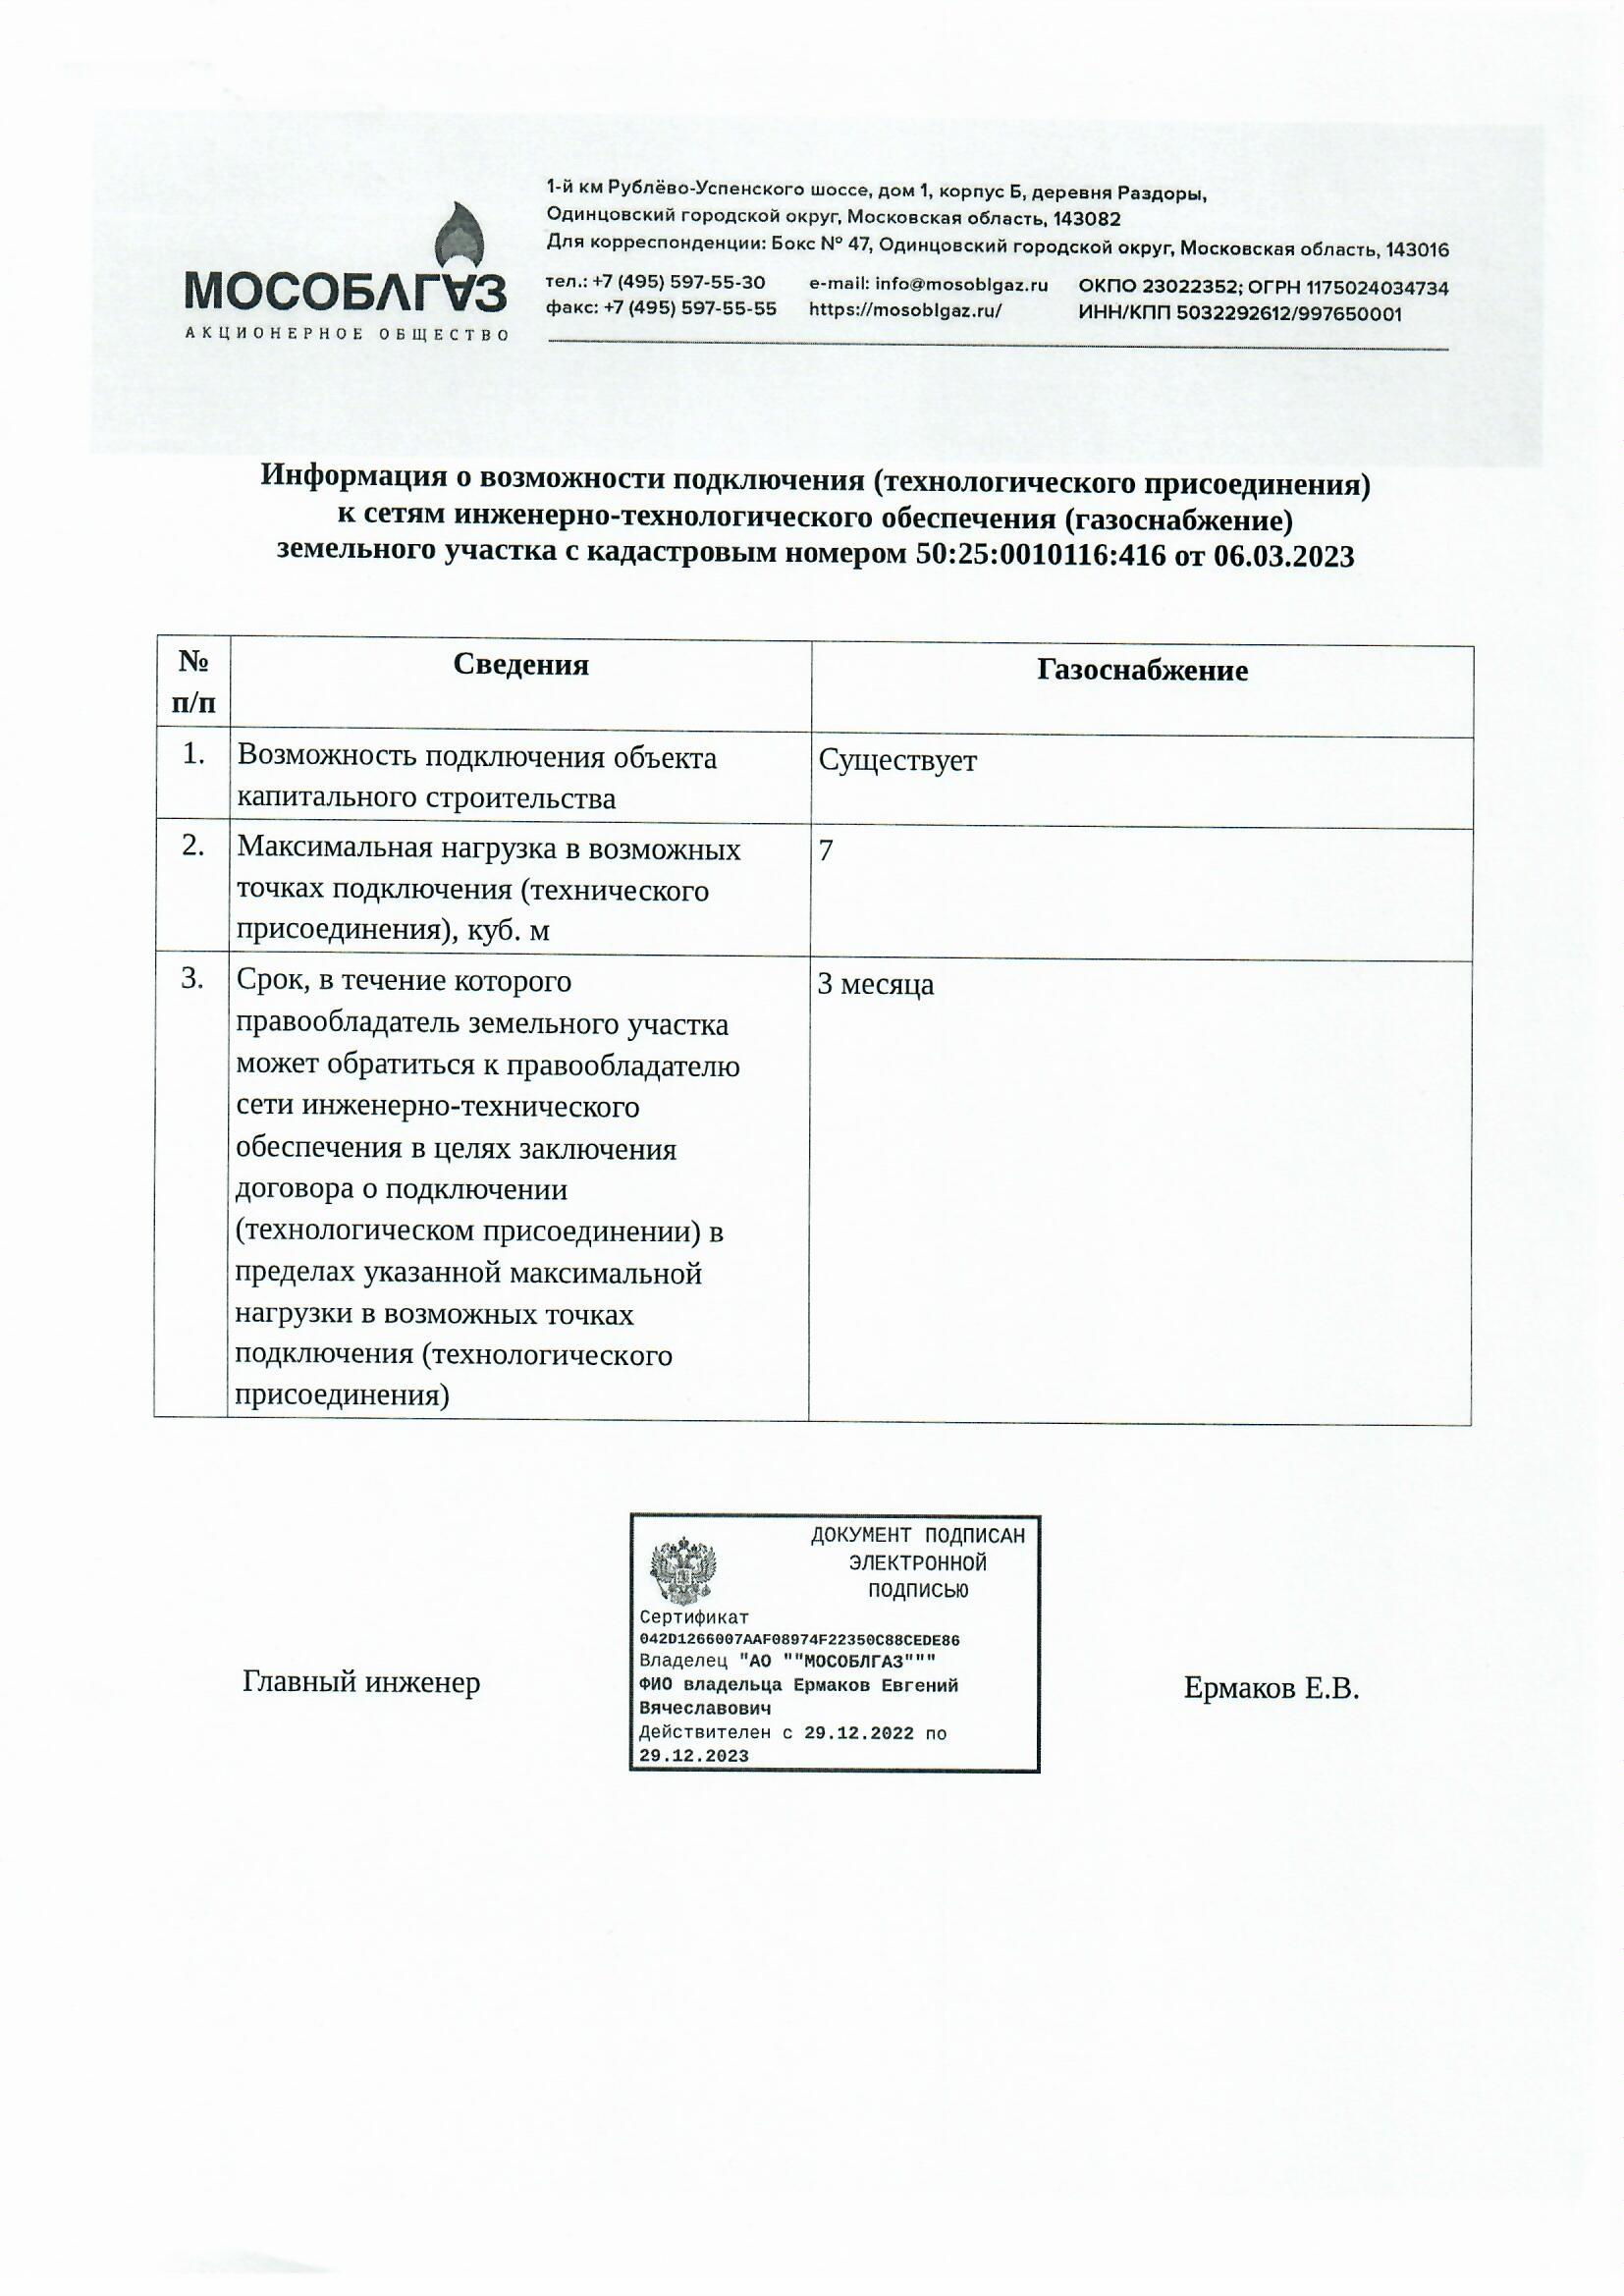 МОСОБЛГАЗ
АКЦИОНЕРНОЕ ОБЩЕСТВО
1-й км Рублёво-Успенского шоссе, дом 1, корпус Б, деревня Раздоры,
Одинцовский городской округ, Московская область, 143082
Для корреспонденции: Бокс № 47, Одинцовский городской округ, Московская область, 143016
тел.: +7 (495) 597-55-30 e-mail: info@mosoblgaz.ru ОКПО 23022352; ОГРН 1175024034734
факс: +7 (495) 597-55-55 https://mosoblgaz.ru/ ИНН/КПП 5032292612/997650001
Информация о возможности подключения (технологического присоединения)
к сетям инженерно-технологического обеспечения (газоснабжение)
земельного участка с кадастровым номером 50:25:0010116:416 от 06.03.2023
№ п/п Сведения Газоснабжение
1. Возможность подключения объекта Существует
капитального строительства
2. Максимальная нагрузка в возможных 7
точках подключения (технического
присоединения), куб. м
3. Срок, в течение которого 3 месяца
правообладатель земельного участка
может обратиться к правообладателю
сети инженерно-технического
обеспечения в целях заключения
договора о подключении
(технологическом присоединении) в
пределах указанной максимальной
нагрузки в возможных точках
подключения (технологического
присоединения)
Главный инженер
ДОКУМЕНТ ПОДПИСАН
ЭЛЕКТРОННОЙ
ПОДПИСЬЮ
Сертификат
042D1266007AAF08974F22350C88CEDE86
Владелец "АО ""МОСОБЛГАЗ"""
ФИО владельца Ермаков Евгений
Вячеславович
Действителен с 29.12.2022 по
29.12.2023
Ермаков Е.В.